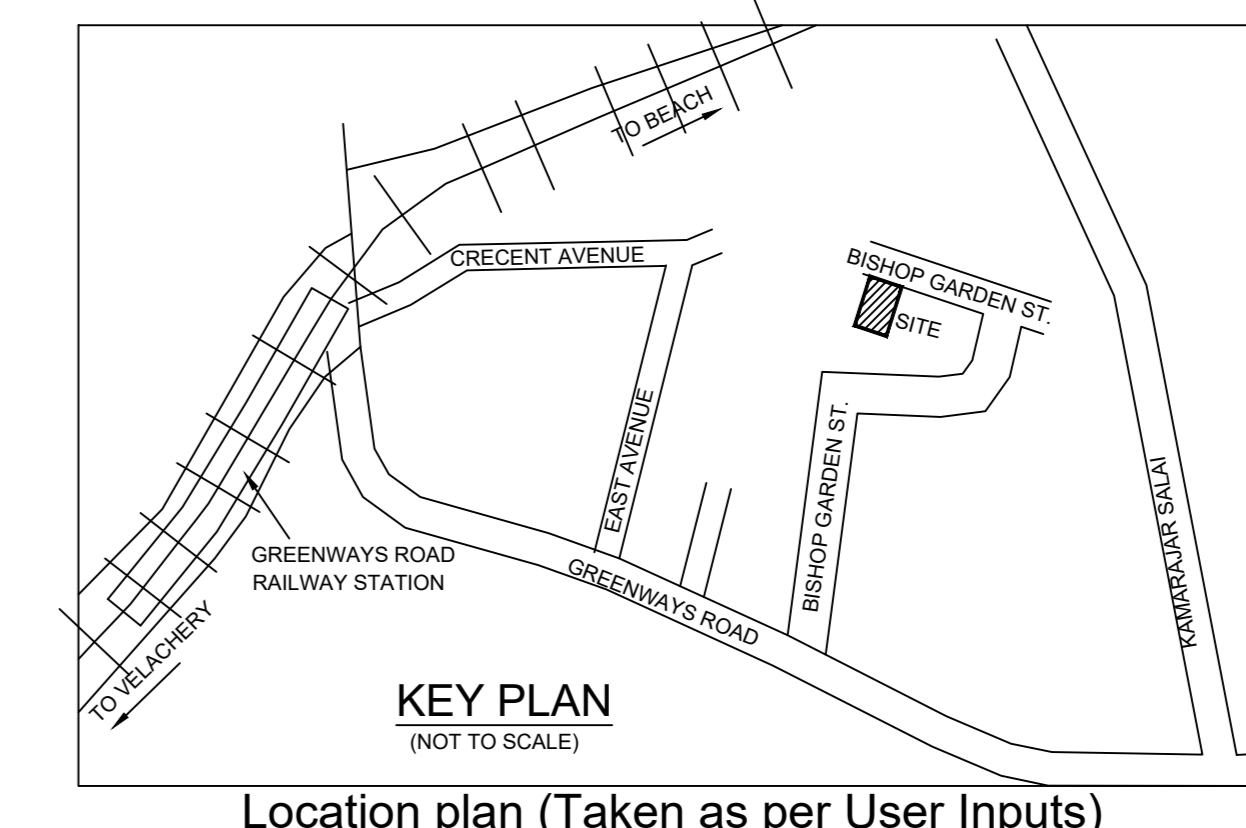 TO BEACH
CRECENT AVENUE
BISHOP GARDEN ST.
SITE
EAST AVENUE
BISHOP GARDEN ST.
KAMARAJAR SALAI
GREENWAYS ROAD
RAILWAY STATION
GREENWAYS ROAD
TO VELACHERY
KEY PLAN
(NOT TO SCALE)
Location plan (Taken as per User Inputs)